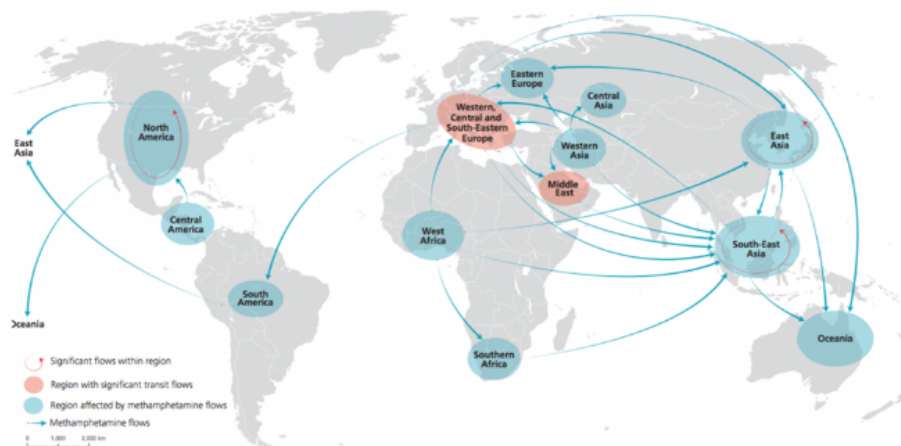 Eastern
Europe
Central
Asia
Western,
Central and
South-Eastern
Europe
North
America
East
Asia
East
Asia
Western
Asia
Middle
East
Central
America
West
Africa
South-East
Asia
South
America
Oceania
Oceania
Southern
Africa
Significant flows within region
Region with significant transit flows
Region affected by methamphetamine flows
Methamphetamine flows
0 1,000 2,000 km